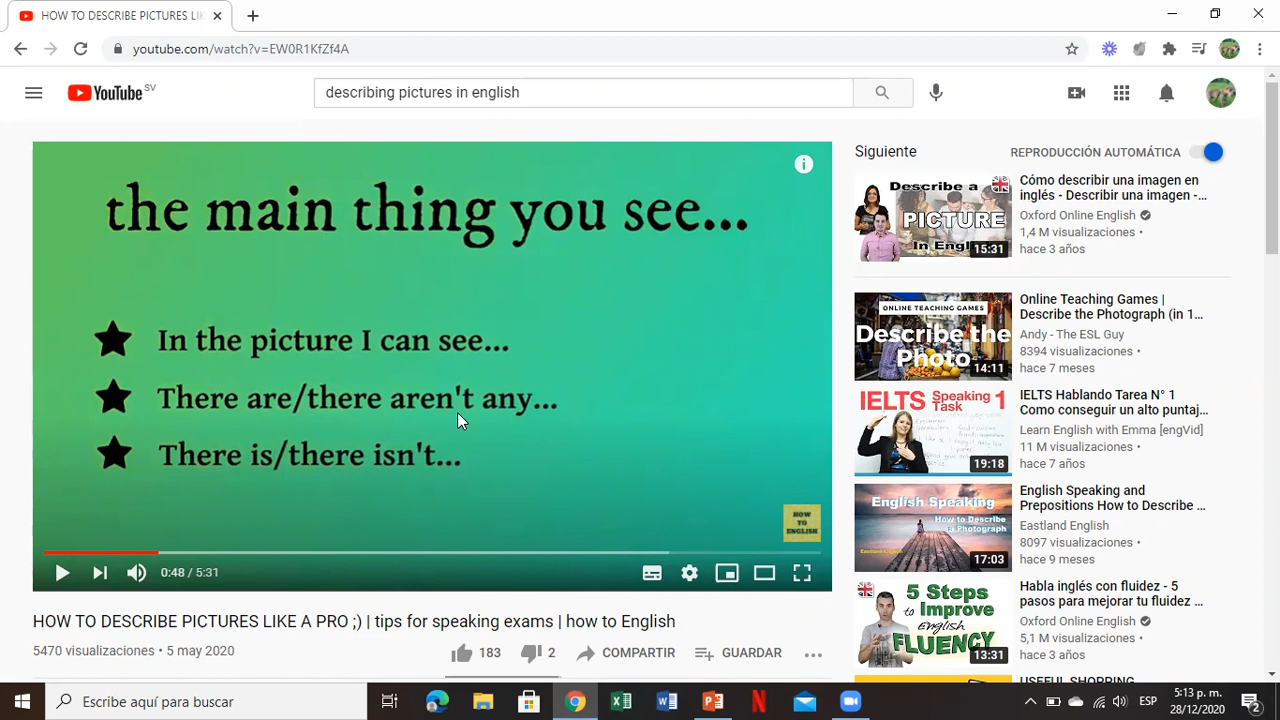 HOW TO DESCRIBE PICTURES LI
youtube.com/watch?v=EW0R1KfZf4A
YouTube SV
describing pictures in english
the main thing you see...
In the picture I can see...
There are/there aren't any...
There is/there isn't...
HOW
TO
ENGLISH
0:48 / 5:31
HOW TO DESCRIBE PICTURES LIKE A PRO ;) | tips for speaking exams | how to English
5470 visualizaciones • 5 may 2020
183
2
COMPARTIR
GUARDAR
Siguiente
REPRODUCCIÓN AUTOMÁTICA
Describe a
PICTURE
In Engl
15:31
Cómo describir una imagen en
inglés - Describir una imagen -...
Oxford Online English
1,4 M visualizaciones •
hace 3 años
ONLINE TEACHING GAMES
Describe the
Photo
14:11
Online Teaching Games |
Describe the Photograph (in 1...
Andy - The ESL Guy
8394 visualizaciones •
hace 7 meses
IELTS Speaking
Task 1
19:18
IELTS Hablando Tarea N° 1
Como conseguir un alto puntaj...
Learn English with Emma [engVid]
11 M visualizaciones •
hace 7 años
English Speaking
How to Describe
a Photograph
Eastland English
17:03
English Speaking and
Prepositions How to Describe ...
Eastland English
8097 visualizaciones •
hace 9 meses
5 Steps
to Improve
english
FLUENCY
13:31
Habla inglés con fluidez - 5
pasos para mejorar tu fluidez ...
Oxford Online English
5,1 M visualizaciones •
hace 3 años
USEFUL SHOPPING
Escribe aquí para buscar
ESP
5:13 p. m.
28/12/2020
2